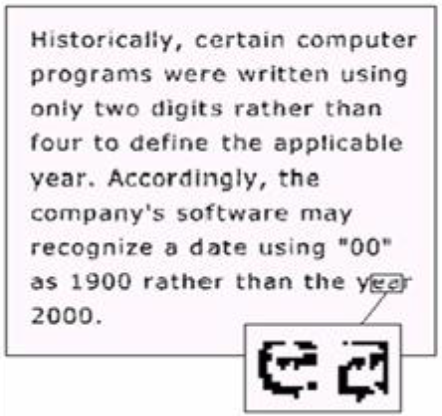 Historically, certain computer
programs were written using
only two digits rather than
four to define the applicable
year. Accordingly, the
company's software may
recognize a date using "00"
as 1900 rather than the year
2000.
ea